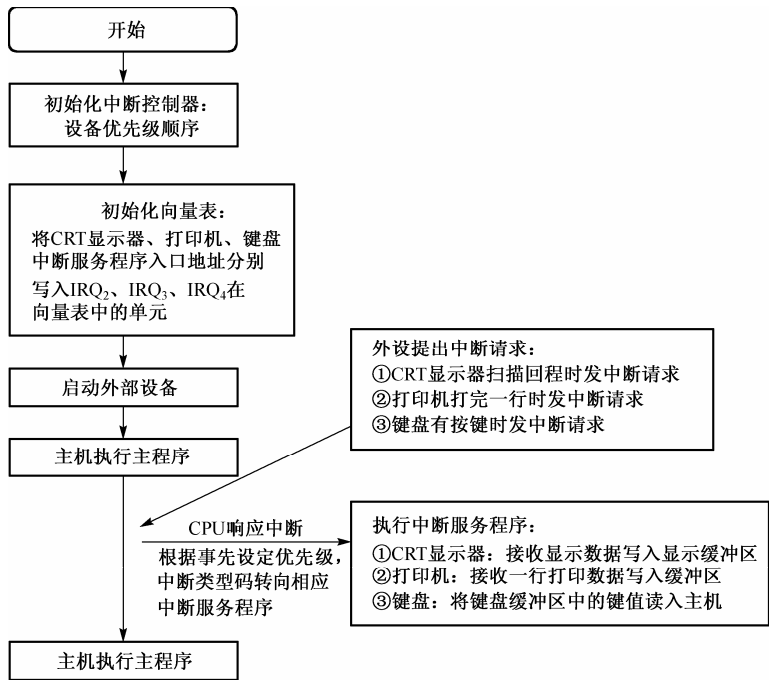 开始
初始化中断控制器：
设备优先级顺序
初始化向量表：
将CRT显示器、打印机、键盘
中断服务程序入口地址分别
写入IRQ₂、IRQ₃、IRQ₄在
向量表中的单元
启动外部设备
主机执行主程序
外设提出中断请求：
①CRT显示器扫描回程时发中断请求
②打印机打完一行时发中断请求
③键盘有按键时发中断请求
CPU响应中断
根据事先设定优先级，
中断类型码转向相应
中断服务程序
执行中断服务程序：
①CRT显示器：接收显示数据写入显示缓冲区
②打印机：接收一行打印数据写入缓冲区
③键盘：将键盘缓冲区中的键值读入主机
主机执行主程序